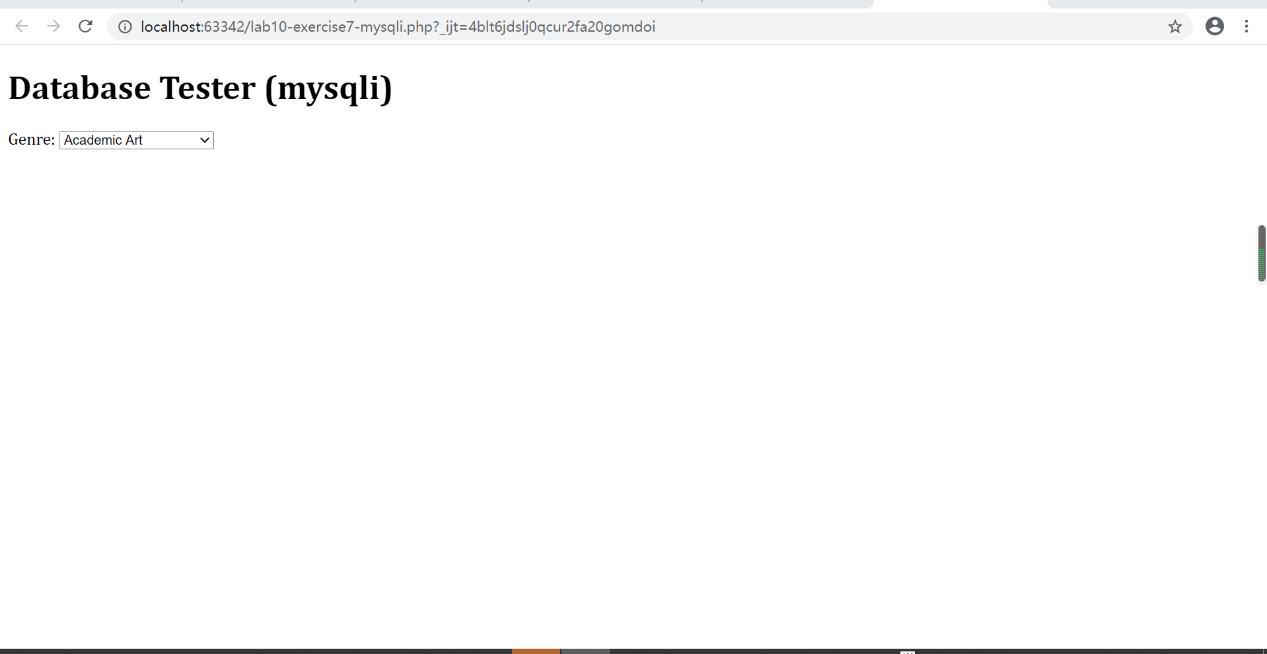 localhost:63342/lab10-exercise7-mysqli.php?_ijt=4blt6jdslj0qcur2fa20gomdoi
Database Tester (mysqli)
Genre: Academic Art